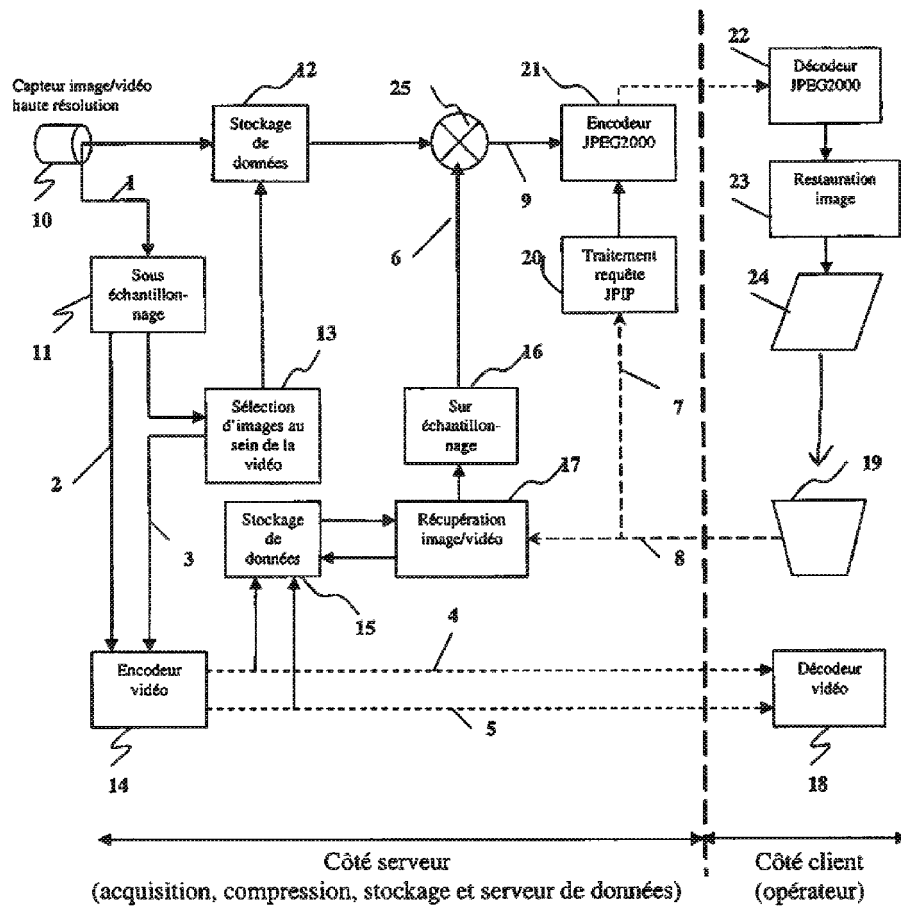 Capteur image/vidéo
haute résolution
10
1
12
Stockage
de
données
25
9
6
21
Encodeur
JPEG2000
22
Décodeur
JPEG2000
23
Restauration
image
24
20
Traitement
requête
JPIP
Sous
échantillon-
nage
11
13
Sélection
d'images au
sein de la
vidéo
16
Sur
échantillon-
nage
7
2
3
Stockage
de
données
15
17
Récupération
image/vidéo
8
19
4
5
Encodeur
vidéo
14
Décodeur
vidéo
18
Côté serveur
(acquisition, compression, stockage et serveur de données)
Côté client
(opérateur)